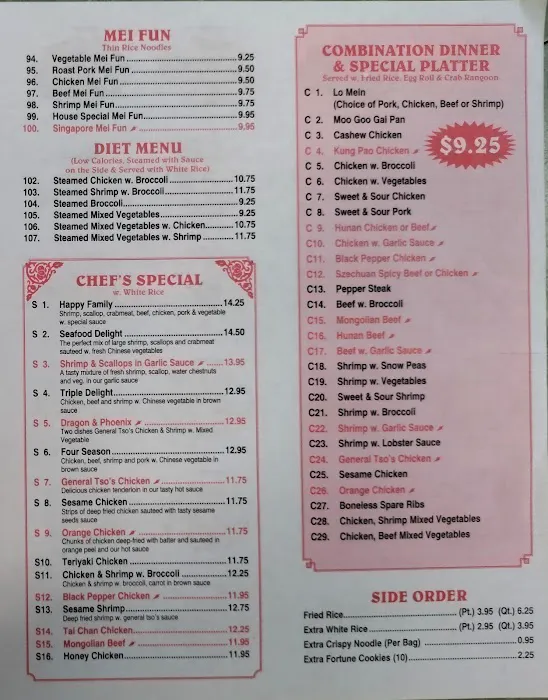 MEI FUN
Thin Rice Noodles
94. Vegetable Mei Fun 9.25
95. Roast Pork Mei Fun 9.50
96. Chicken Mei Fun 9.50
97. Beef Mei Fun 9.75
98. Shrimp Mei Fun 9.75
99. House Special Mei Fun 9.95
100. Singapore Mei Fun 9.95
DIET MENU
(Low Calories, Steamed with Sauce
on the Side & Served with White Rice)
102. Steamed Chicken w. Broccoli 10.75
103. Steamed Shrimp w. Broccoli 11.75
104. Steamed Broccoli 9.25
105. Steamed Mixed Vegetables 9.25
106. Steamed Mixed Vegetables w. Chicken 10.75
107. Steamed Mixed Vegetables w. Shrimp 11.75
CHEF'S SPECIAL
w. White Rice
S 1. Happy Family 14.25
Shrimp, scallop, crabmeat, beef, chicken, pork & vegetable
w. special sauce
S 2. Seafood Delight 14.50
The perfect mix of large shrimp, scallops and crabmeat
sauteed w. fresh Chinese vegetables
S 3. Shrimp & Scallops in Garlic Sauce 13.95
A tasty mixture of fresh shrimp, scallop, water chestnuts
and veg. in our garlic sauce
S 4. Triple Delight 12.95
Chicken, beef and shrimp w. Chinese vegetable in brown
sauce
S 5. Dragon & Phoenix 12.95
Two dishes General Tso's Chicken & Shrimp w. Mixed
Vegetable
S 6. Four Season 12.95
Chicken, beef, shrimp and pork w. Chinese vegetable in
brown sauce
S 7. General Tso's Chicken 11.75
Delicious chicken tenderloin in our tasty hot sauce
S 8. Sesame Chicken 11.75
Strips of deep fried chicken sauteed with tasty sesame
seeds sauce
S 9. Orange Chicken 11.75
Chunks of chicken deep-fried with batter and sauteed in
orange peel and our hot sauce
S10. Teriyaki Chicken 11.75
S11. Chicken & Shrimp w. Broccoli 12.25
Chicken & shrimp w. broccoli, carrot in brown sauce
S12. Black Pepper Chicken 11.95
S13. Sesame Shrimp 12.75
Deep fried shrimp w. general tso's sauce
S14. Tai Chan Chicken 12.25
S15. Mongolian Beef 11.95
S16. Honey Chicken 11.95
COMBINATION DINNER
& SPECIAL PLATTER
Served w. Fried Rice, Egg Roll & Crab Rangoon
$9.25
C 1. Lo Mein
(Choice of Pork, Chicken, Beef or Shrimp)
C 2. Moo Goo Gai Pan
C 3. Cashew Chicken
C 4. Kung Pao Chicken
C 5. Chicken w. Broccoli
C 6. Chicken w. Vegetables
C 7. Sweet & Sour Chicken
C 8. Sweet & Sour Pork
C 9. Hunan Chicken or Beef
C10. Chicken w. Garlic Sauce
C11. Black Pepper Chicken
C12. Szechuan Spicy Beef or Chicken
C13. Pepper Steak
C14. Beef w. Broccoli
C15. Mongolian Beef
C16. Hunan Beef
C17. Beef w. Garlic Sauce
C18. Shrimp w. Snow Peas
C19. Shrimp w. Vegetables
C20. Sweet & Sour Shrimp
C21. Shrimp w. Broccoli
C22. Shrimp w. Garlic Sauce
C23. Shrimp w. Lobster Sauce
C24. General Tso's Chicken
C25. Sesame Chicken
C26. Orange Chicken
C27. Boneless Spare Ribs
C28. Chicken, Shrimp Mixed Vegetables
C29. Chicken, Beef Mixed Vegetables
SIDE ORDER
Fried Rice (Pt.) 3.95 (Qt.) 6.25
Extra White Rice (Pt.) 2.95 (Qt.) 3.95
Extra Crispy Noodle (Per Bag) 0.95
Extra Fortune Cookies (10) 2.25